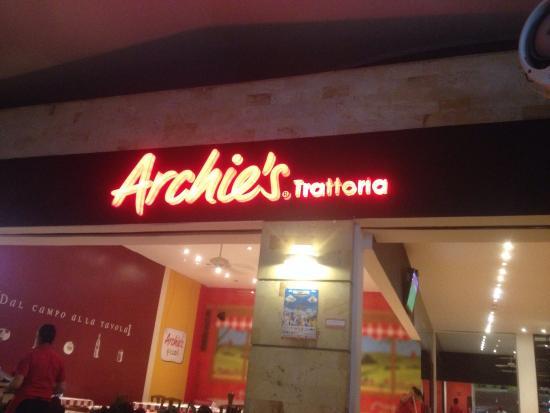 Archie's® Trattoria
DAL CAMPO ALLA TAVOLA
Archie's